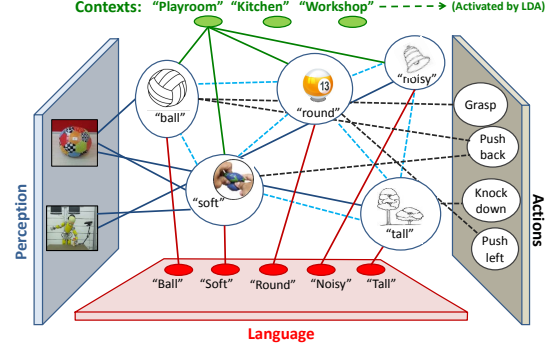 Contexts: “Playroom” “Kitchen” “Workshop” (Activated by LDA)
“noisy”
13
“ball”
“round”
Grasp
Push
back
“soft”
Knock
down
“tall”
Push
left
Perception
Actions
“Ball” “Soft” “Round” “Noisy” “Tall”
Language